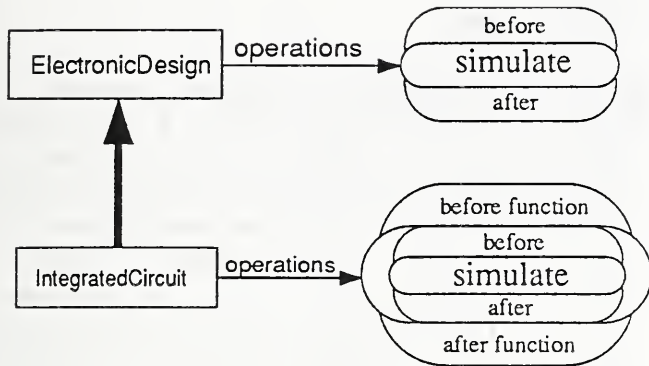 before
operations
ElectronicDesign
simulate
after
before function
before
operations
IntegratedCircuit
simulate
after
after function